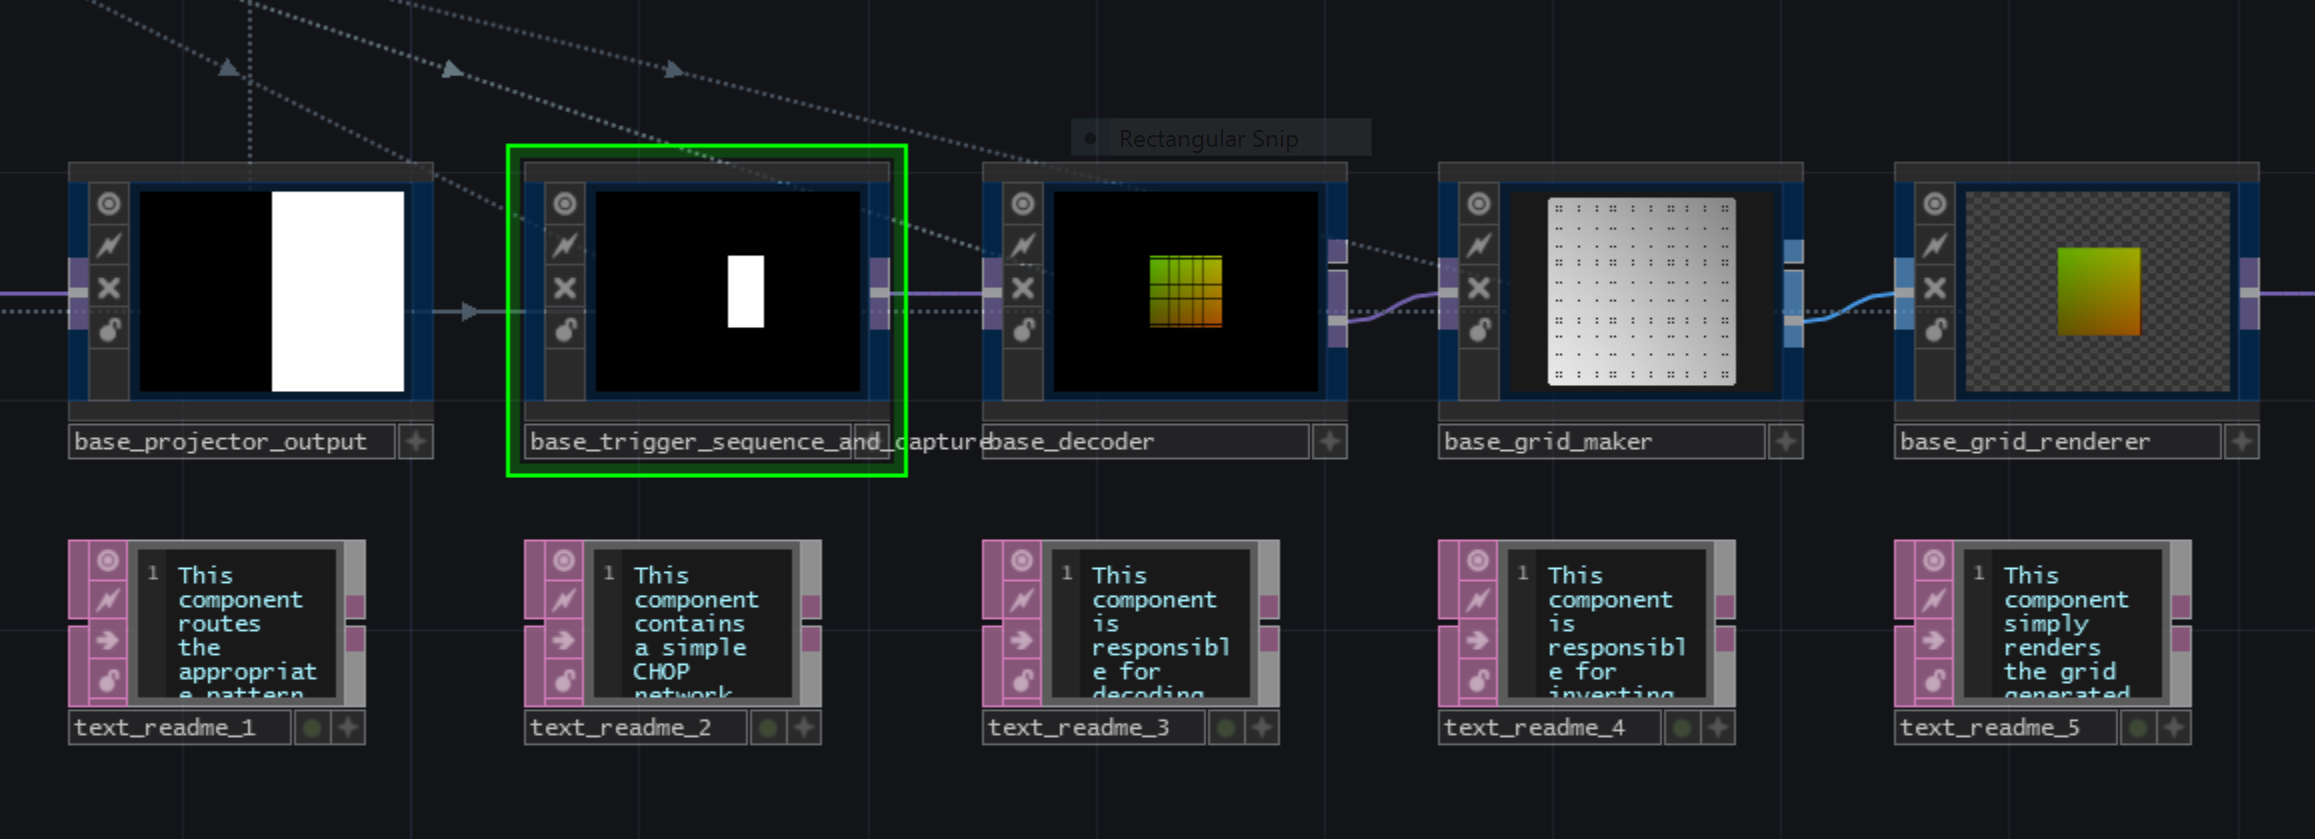 Rectangular Snip
base_projector_output
base_trigger_sequence_and_capture
base_decoder
base_grid_maker
base_grid_renderer
1 This
component
routes
the
appropriat
e pattern
text_readme_1
1 This
component
contains
a simple
CHOP
network
text_readme_2
1 This
component
is
responsibl
e for
decoding
text_readme_3
1 This
component
is
responsibl
e for
inverting
text_readme_4
1 This
component
simply
renders
the grid
generated
text_readme_5